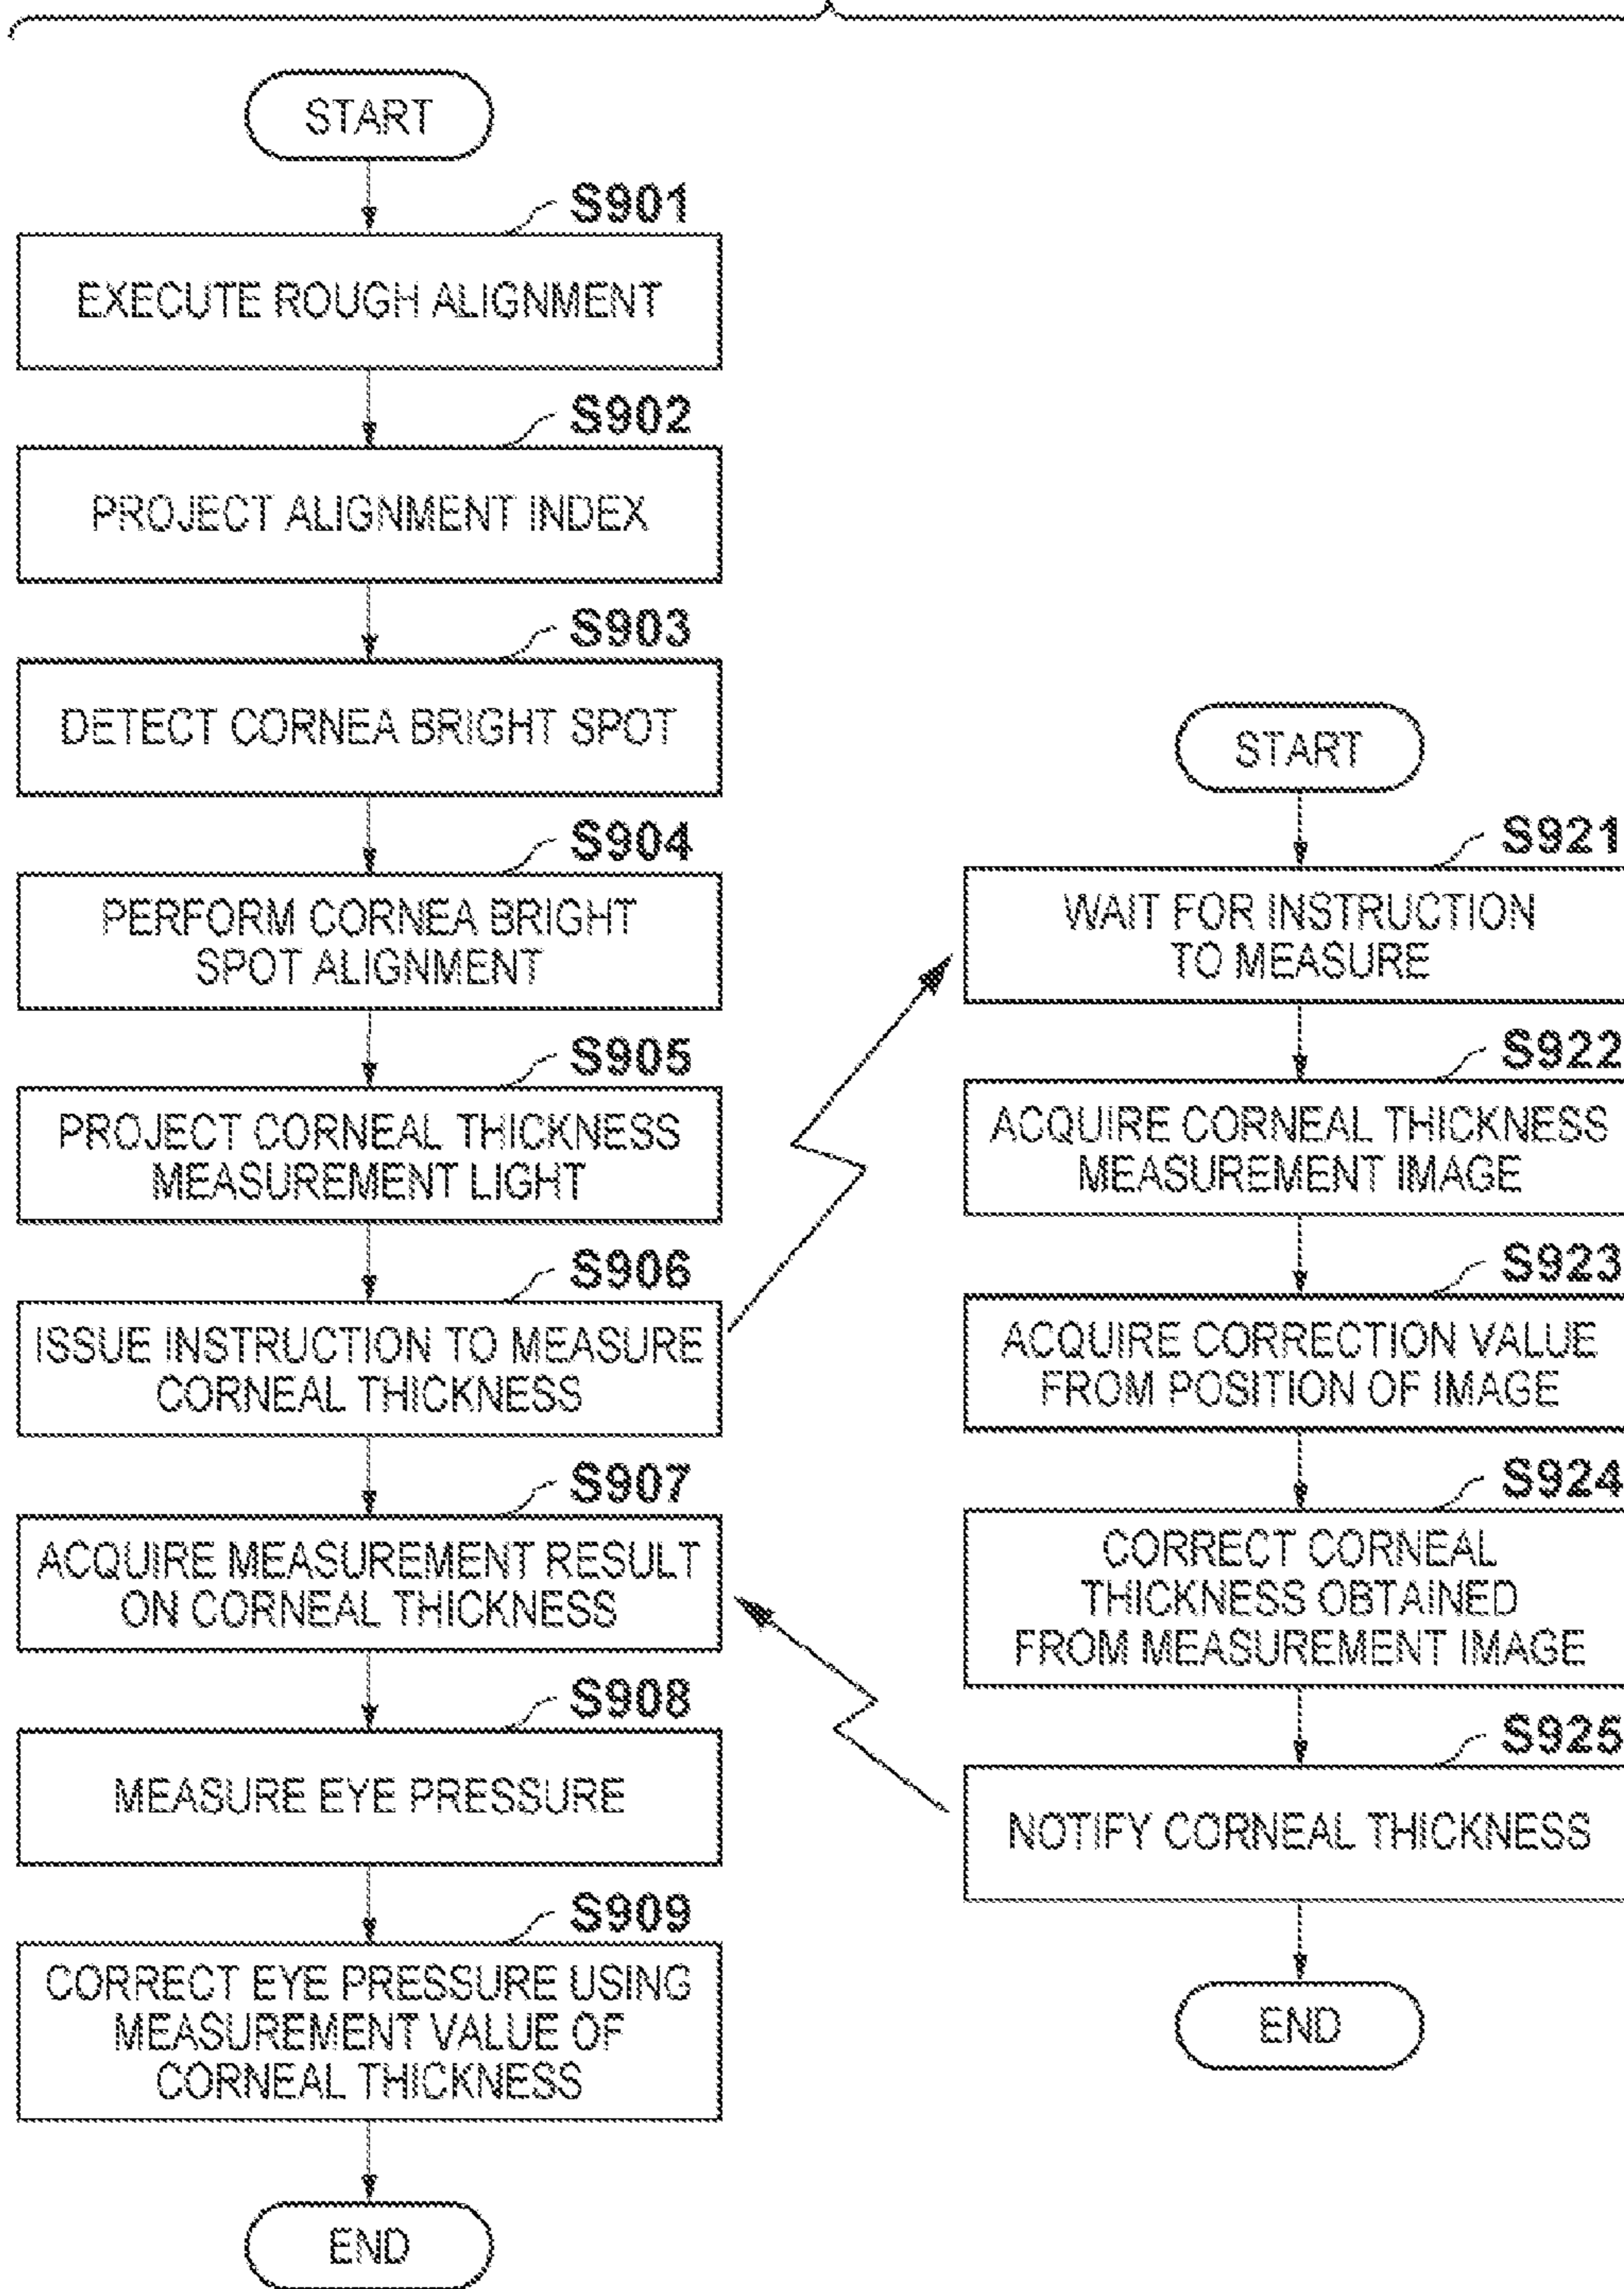 START
S901
EXECUTE ROUGH ALIGNMENT
S902
PROJECT ALIGNMENT INDEX
S903
DETECT CORNEA BRIGHT SPOT
S904
PERFORM CORNEA BRIGHT
SPOT ALIGNMENT
S905
PROJECT CORNEAL THICKNESS
MEASUREMENT LIGHT
S906
ISSUE INSTRUCTION TO MEASURE
CORNEAL THICKNESS
S907
ACQUIRE MEASUREMENT RESULT
ON CORNEAL THICKNESS
S908
MEASURE EYE PRESSURE
S909
CORRECT EYE PRESSURE USING
MEASUREMENT VALUE OF
CORNEAL THICKNESS
END
START
S921
WAIT FOR INSTRUCTION
TO MEASURE
S922
ACQUIRE CORNEAL THICKNESS
MEASUREMENT IMAGE
S923
ACQUIRE CORRECTION VALUE
FROM POSITION OF IMAGE
S924
CORRECT CORNEAL
THICKNESS OBTAINED
FROM MEASUREMENT IMAGE
S925
NOTIFY CORNEAL THICKNESS
END